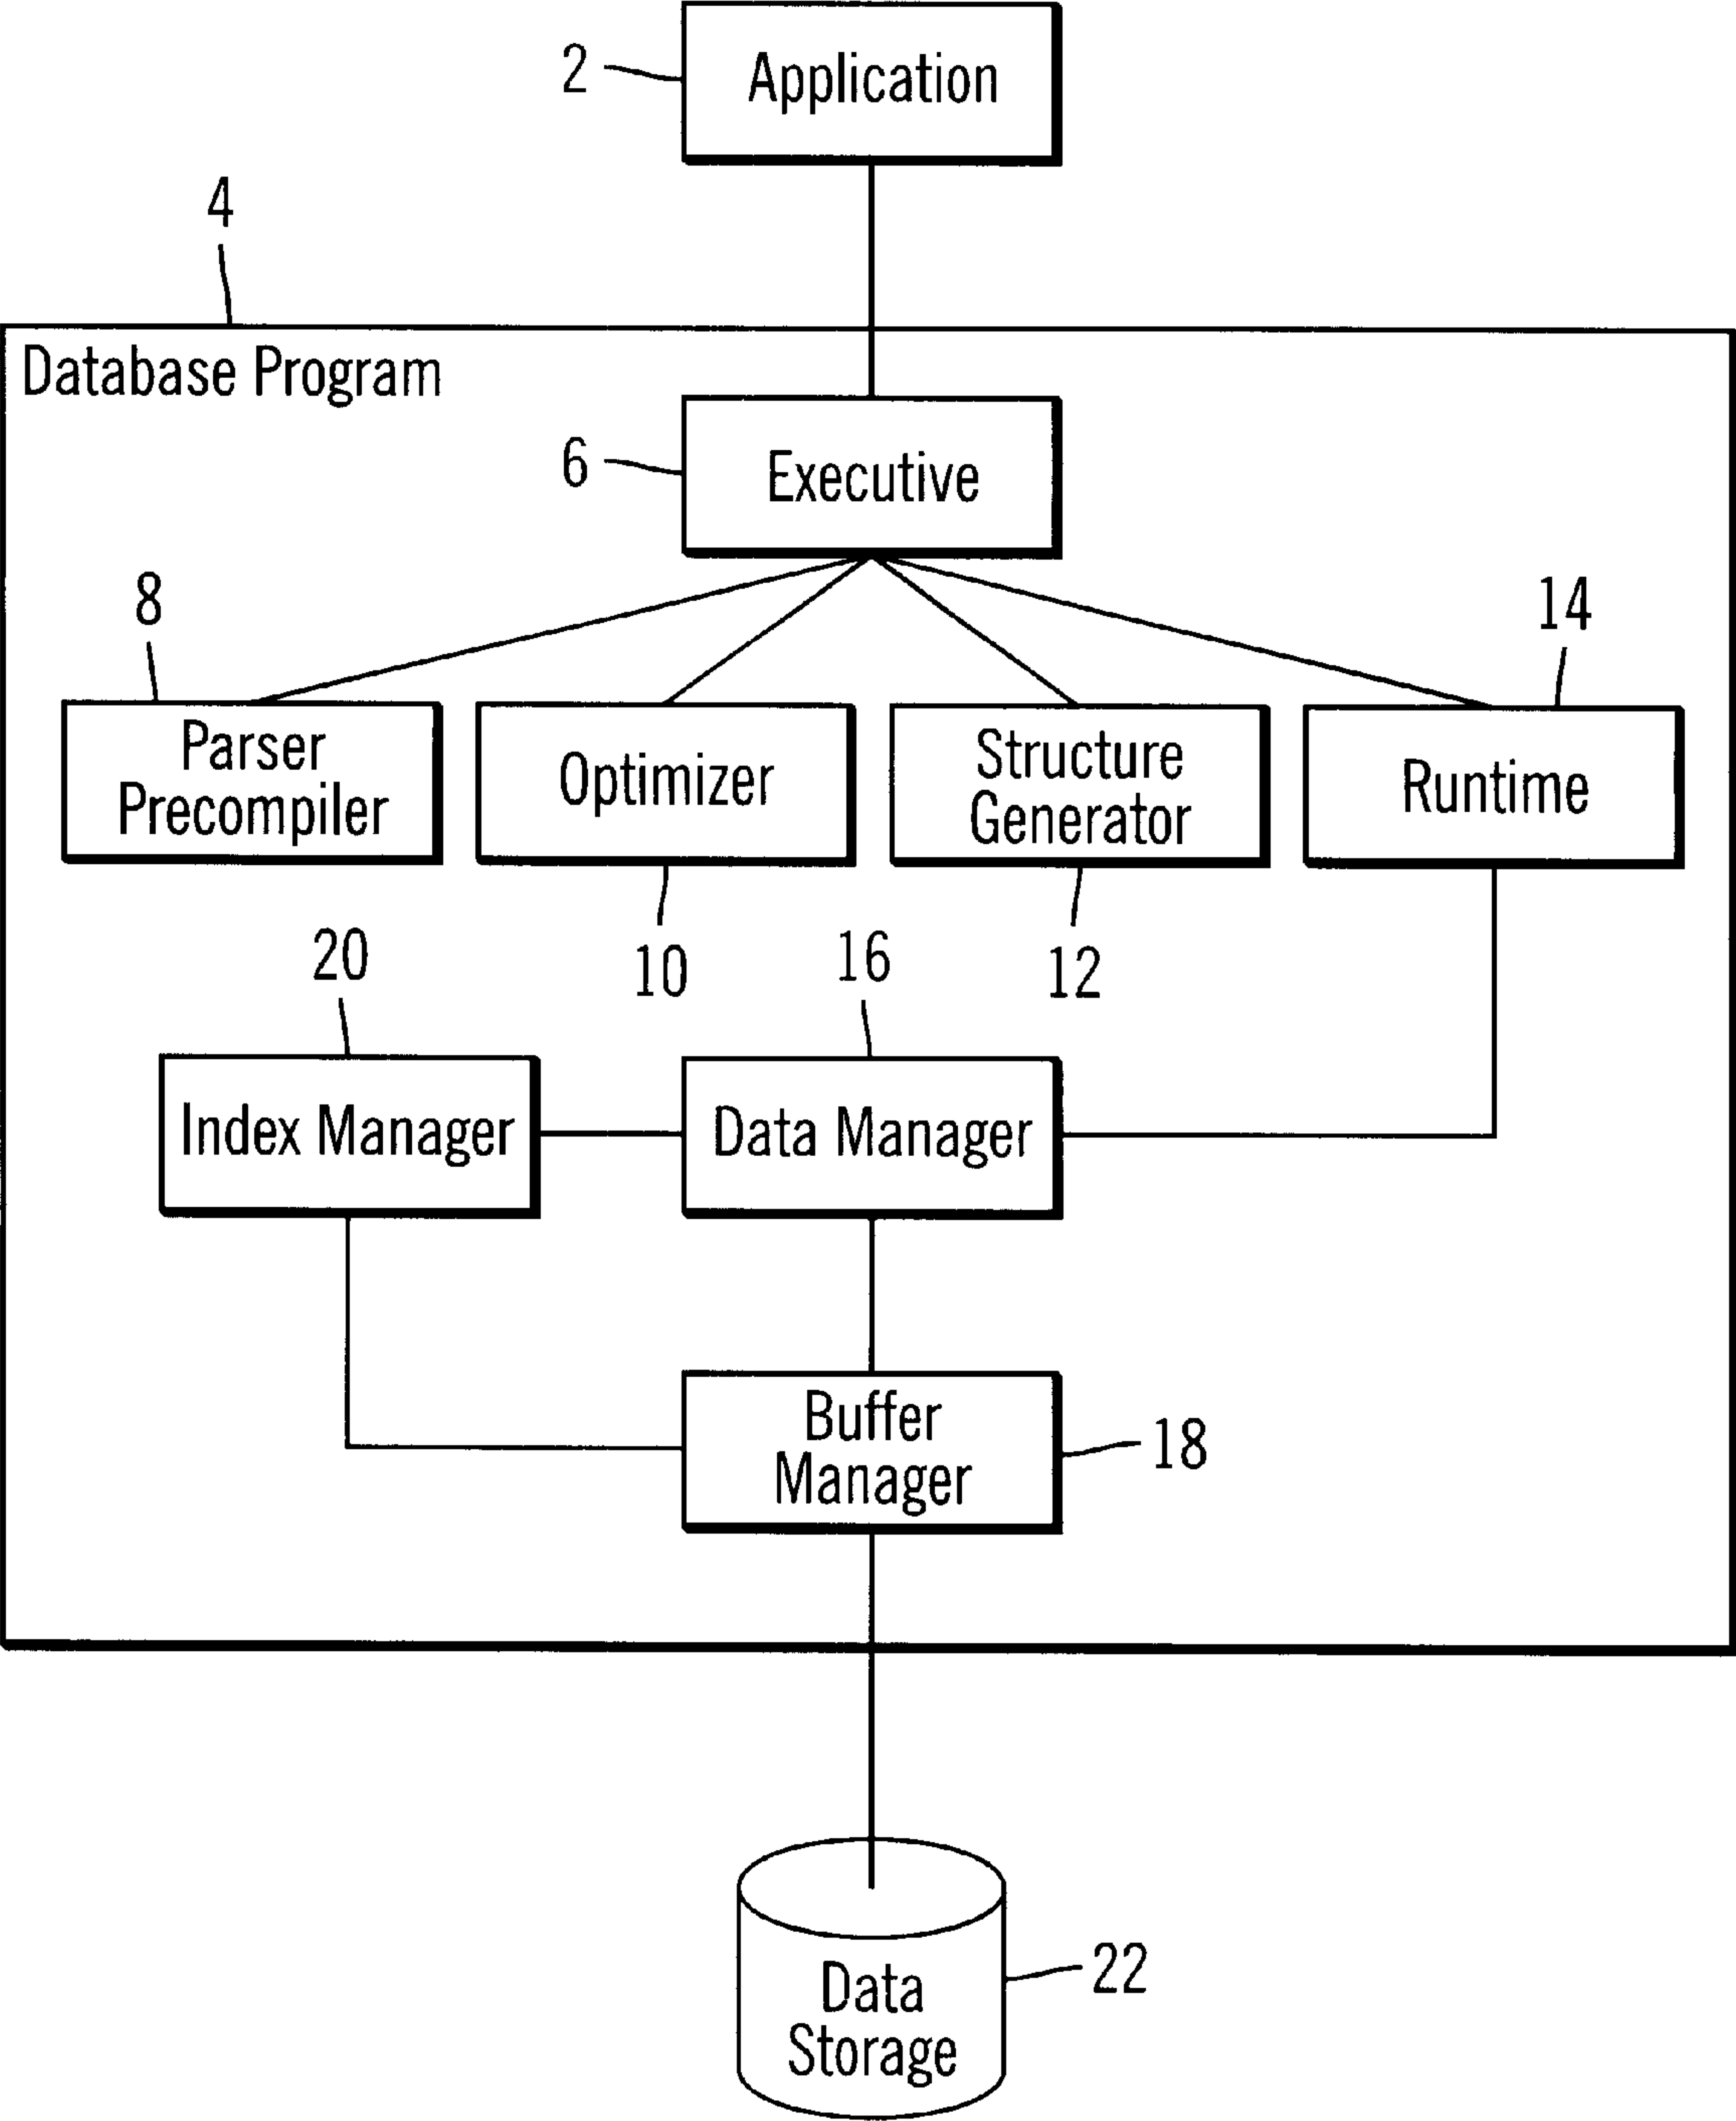 2
Application
4
Database Program
6
Executive
8
14
Parser
Precompiler
Optimizer
Structure
Generator
Runtime
20
10
16
12
Index Manager
Data Manager
Buffer
Manager
18
Data
Storage
22